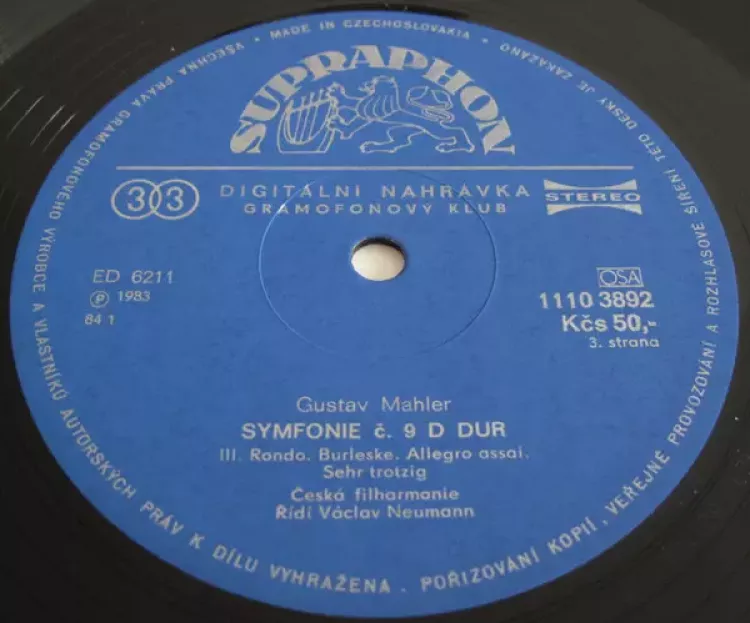 MADE IN CZECHOSLOVAKIA • VŠECHNA PRÁVA GRAMOFONOVÉHO VÝROBCE A VLASTNÍKŮ AUTORSKÝCH PRÁV K DÍLU VYHRAŽENA. POŘIZOVÁNÍ KOPIÍ, VEŘEJNÉ PROVOZOVÁNÍ A ROZHLASOVÉ ŠÍŘENÍ TÉTO DESKY JE ZAKÁZÁNO •
SUPRAPHON
33
DIGITÁLNÍ NAHRÁVKA
GRAMOFONOVÝ KLUB
STEREO
ED 6211
Ⓟ 1983
84 1
OSA
1110 3892
Kčs 50,-
3. strana
Gustav Mahler
SYMFONIE č. 9 D DUR
III. Rondo. Burleske. Allegro assai.
Sehr trotzig
Česká filharmonie
Řídí Václav Neumann